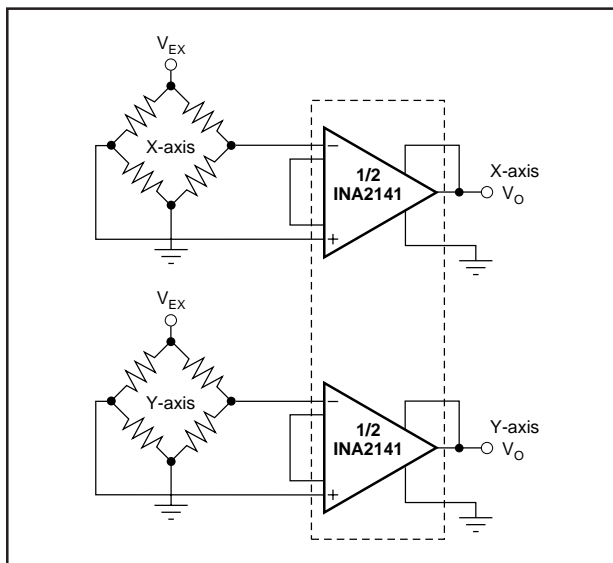 V_EX
X-axis
−
1/2
INA2141
+
X-axis
V_O
V_EX
Y-axis
−
1/2
INA2141
+
Y-axis
V_O